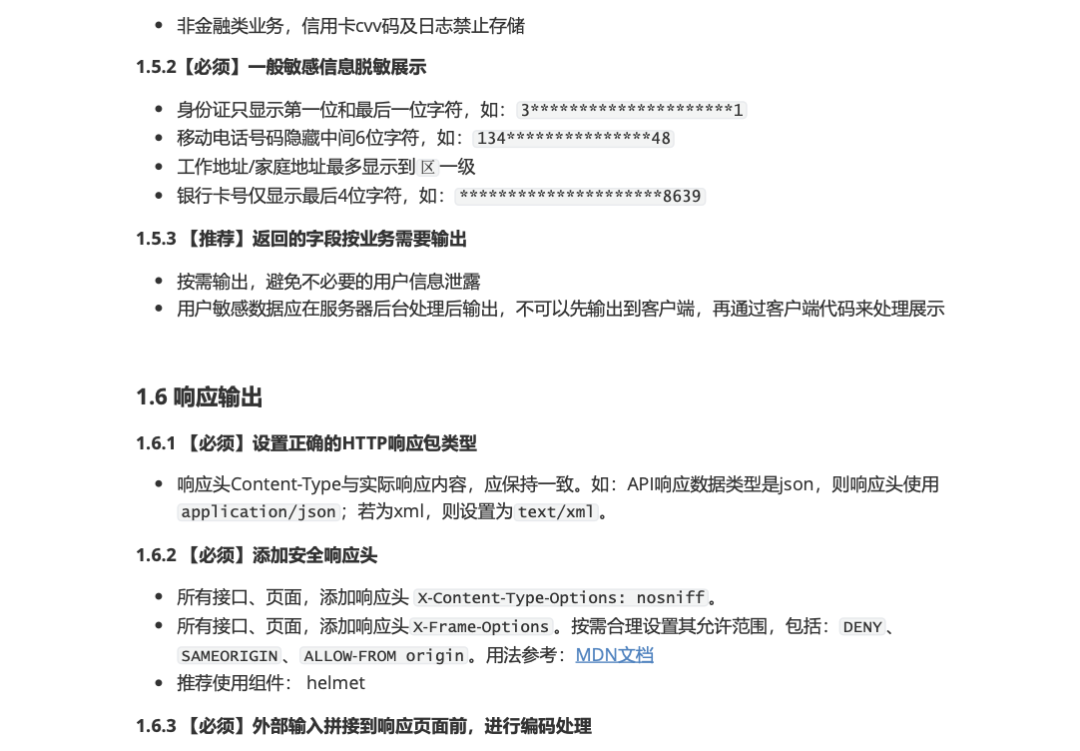 非金融类业务，信用卡cvv码及日志禁止存储
1.5.2【必须】一般敏感信息脱敏展示
身份证只显示第一位和最后一位字符，如：3**********************1
移动电话号码隐藏中间6位字符，如：134***************48
工作地址/家庭地址最多显示到 区 一级
银行卡号仅显示最后4位字符，如：*********************8639
1.5.3 【推荐】返回的字段按业务需要输出
按需输出，避免不必要的用户信息泄露
用户敏感数据应在服务器后台处理后输出，不可以先输出到客户端，再通过客户端代码来处理展示
1.6 响应输出
1.6.1 【必须】设置正确的HTTP响应包类型
响应头Content-Type与实际响应内容，应保持一致。如：API响应数据类型是json，则响应头使用
application/json；若为xml，则设置为text/xml。
1.6.2 【必须】添加安全响应头
所有接口、页面，添加响应头 X-Content-Type-Options: nosniff。
所有接口、页面，添加响应头X-Frame-Options。按需合理设置其允许范围，包括：DENY、
SAMEORIGIN、ALLOW-FROM origin。用法参考：MDN文档
推荐使用组件： helmet
1.6.3 【必须】外部输入拼接到响应页面前，进行编码处理